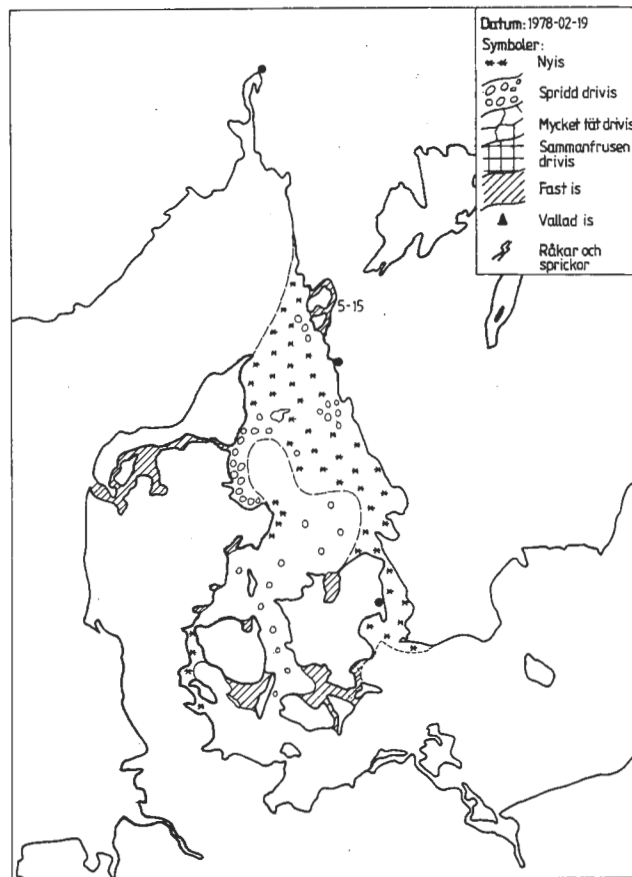 Datum: 1978-02-19
Symboler:
Nyis
Spridd drivis
Mycket tät drivis
Sammanfrusen
drivis
Fast is
Vallad is
Råkar och
sprickor
5-15